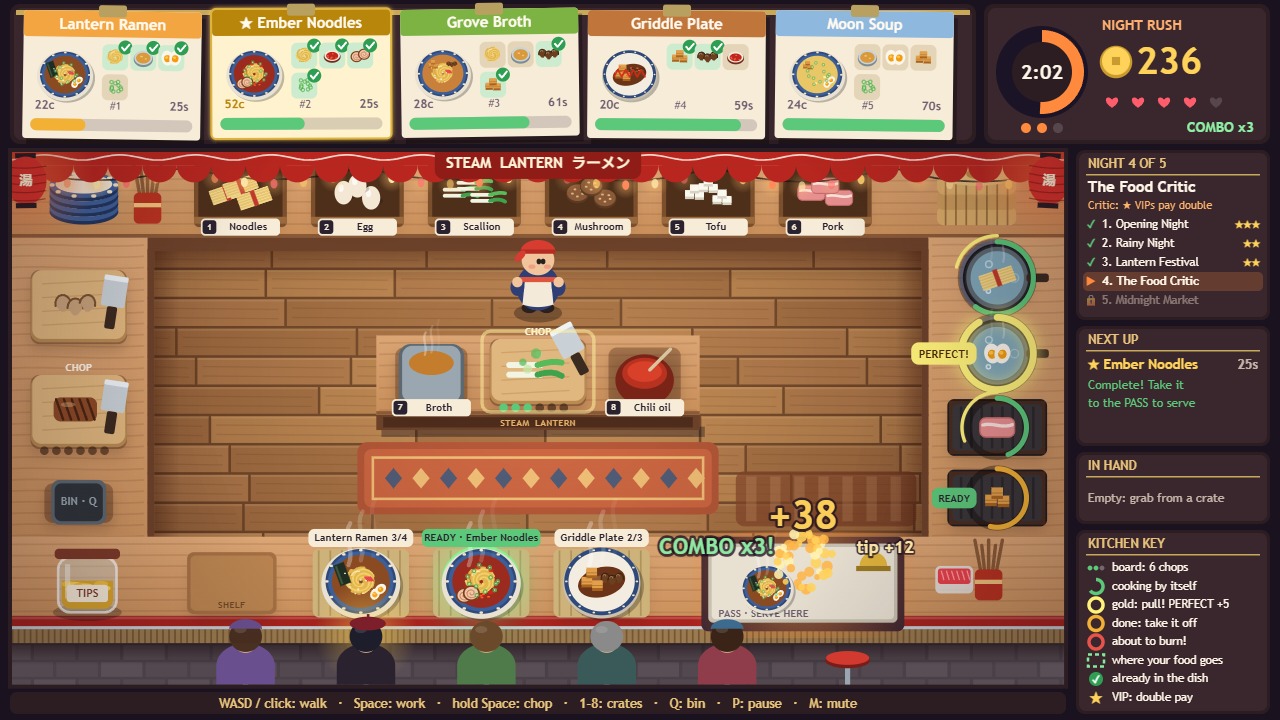 Lantern Ramen
22c #1 25s
★ Ember Noodles
52c #2 25s
Grove Broth
28c #3 61s
Griddle Plate
20c #4 59s
Moon Soup
24c #5 70s
2:02
NIGHT RUSH
236
COMBO x3
湯
STEAM LANTERN ラーメン
湯
1 Noodles
2 Egg
3 Scallion
4 Mushroom
5 Tofu
6 Pork
CHOP
CHOP
7 Broth
8 Chili oil
STEAM LANTERN
PERFECT!
READY
BIN · Q
TIPS
SHELF
Lantern Ramen 3/4
READY · Ember Noodles
Griddle Plate 2/3
+38
COMBO x3!
tip +12
PASS · SERVE HERE
NIGHT 4 OF 5
The Food Critic
Critic: ★ VIPs pay double
✓ 1. Opening Night ★★★
✓ 2. Rainy Night ★★
✓ 3. Lantern Festival ★★
4. The Food Critic
5. Midnight Market
NEXT UP
★ Ember Noodles 25s
Complete! Take it
to the PASS to serve
IN HAND
Empty: grab from a crate
KITCHEN KEY
board: 6 chops
cooking by itself
gold: pull! PERFECT +5
done: take it off
about to burn!
where your food goes
already in the dish
VIP: double pay
WASD / click: walk · Space: work · hold Space: chop · 1-8: crates · Q: bin · P: pause · M: mute